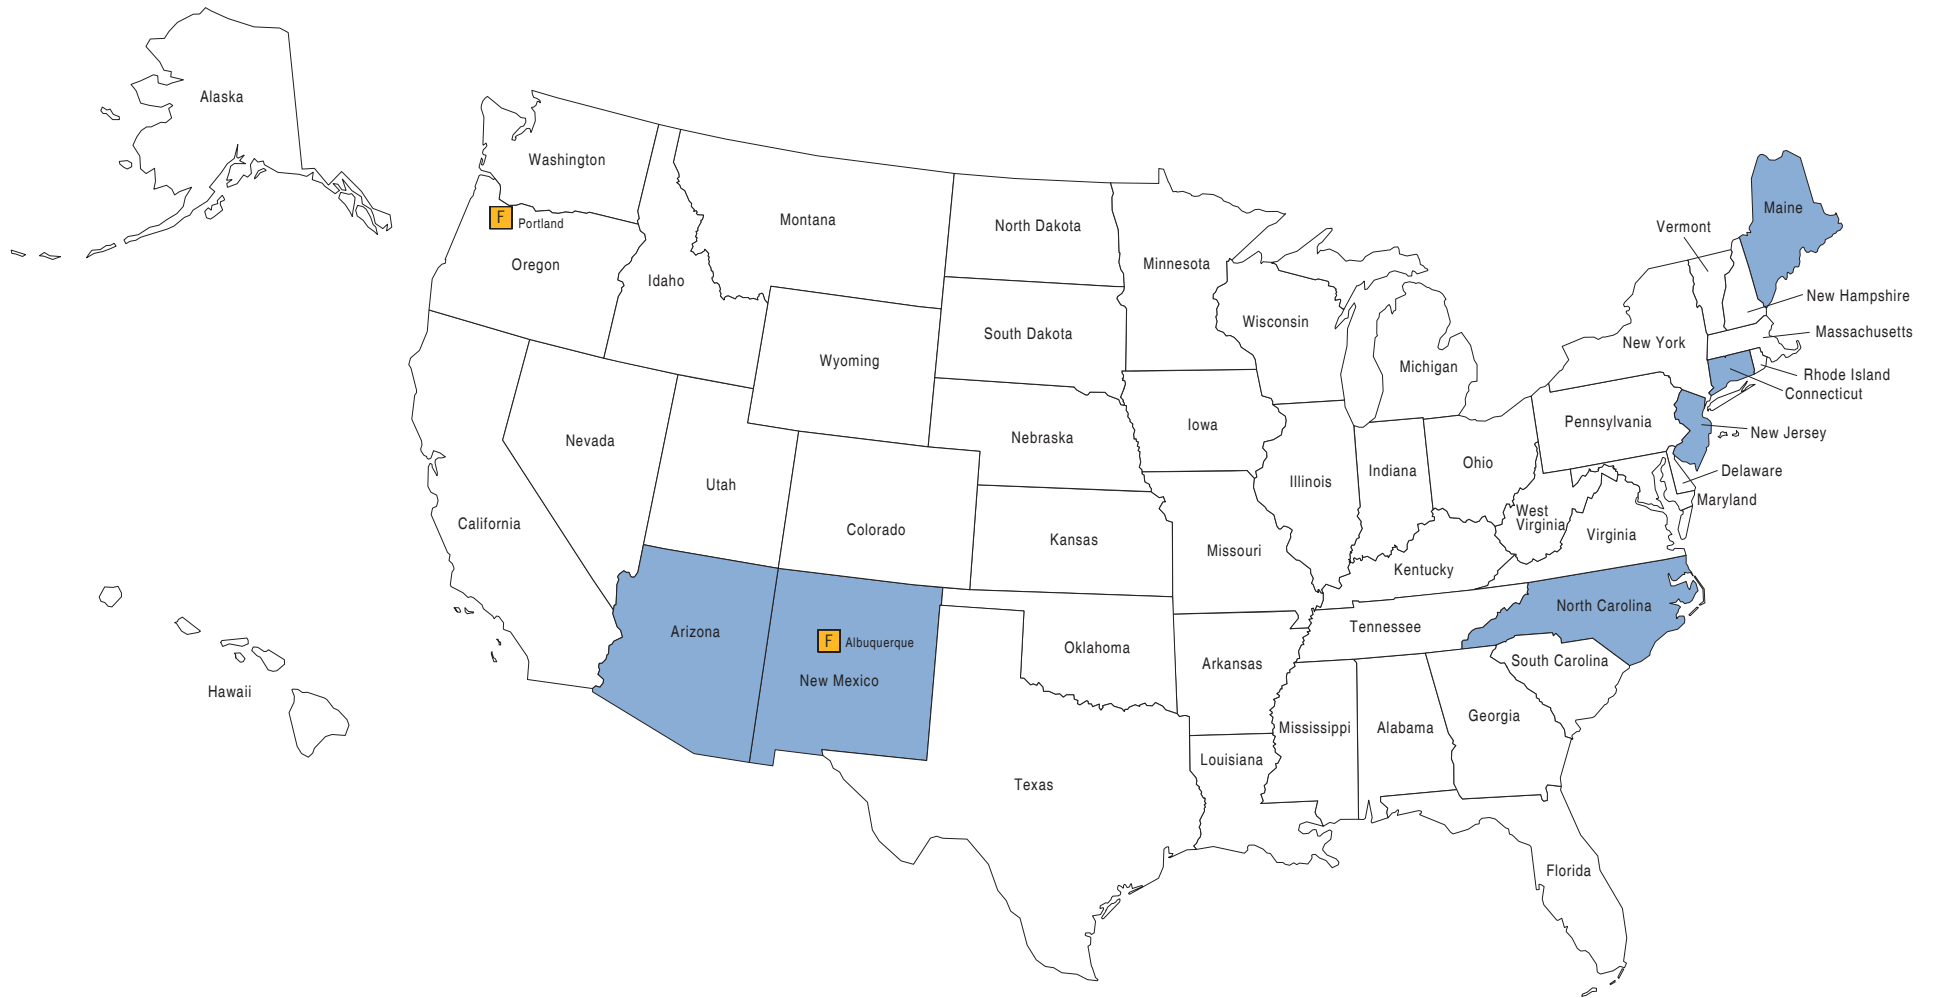 Alaska
Washington
F
Portland
Oregon
Idaho
Montana
North Dakota
Minnesota
South Dakota
Wyoming
Wisconsin
Michigan
Vermont
Maine
New Hampshire
Massachusetts
New York
Rhode Island
Connecticut
New Jersey
Pennsylvania
Delaware
Maryland
Nevada
Utah
California
Colorado
Nebraska
Iowa
Kansas
Missouri
Illinois
Indiana
Ohio
West
Virginia
Virginia
Kentucky
North Carolina
Tennessee
South Carolina
Arizona
F
Albuquerque
New Mexico
Oklahoma
Arkansas
Mississippi
Alabama
Georgia
Louisiana
Texas
Florida
Hawaii